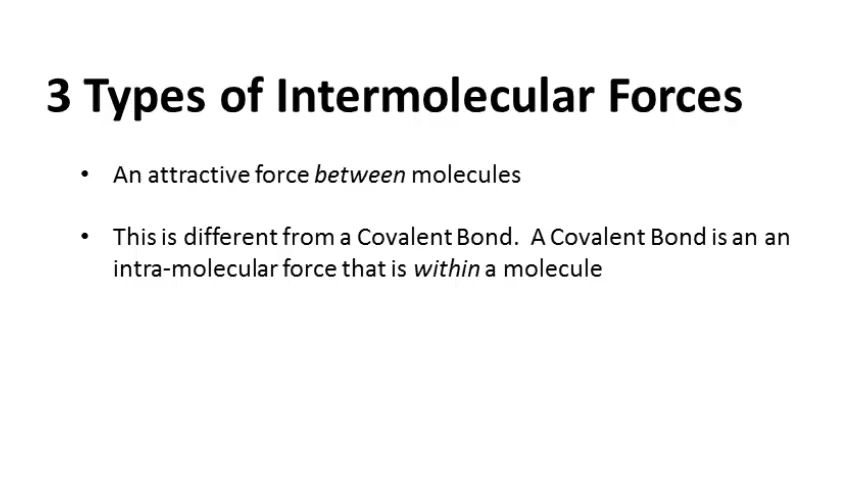 3 Types of Intermolecular Forces
• An attractive force between molecules
• This is different from a Covalent Bond.  A Covalent Bond is an an
intra-molecular force that is within a molecule